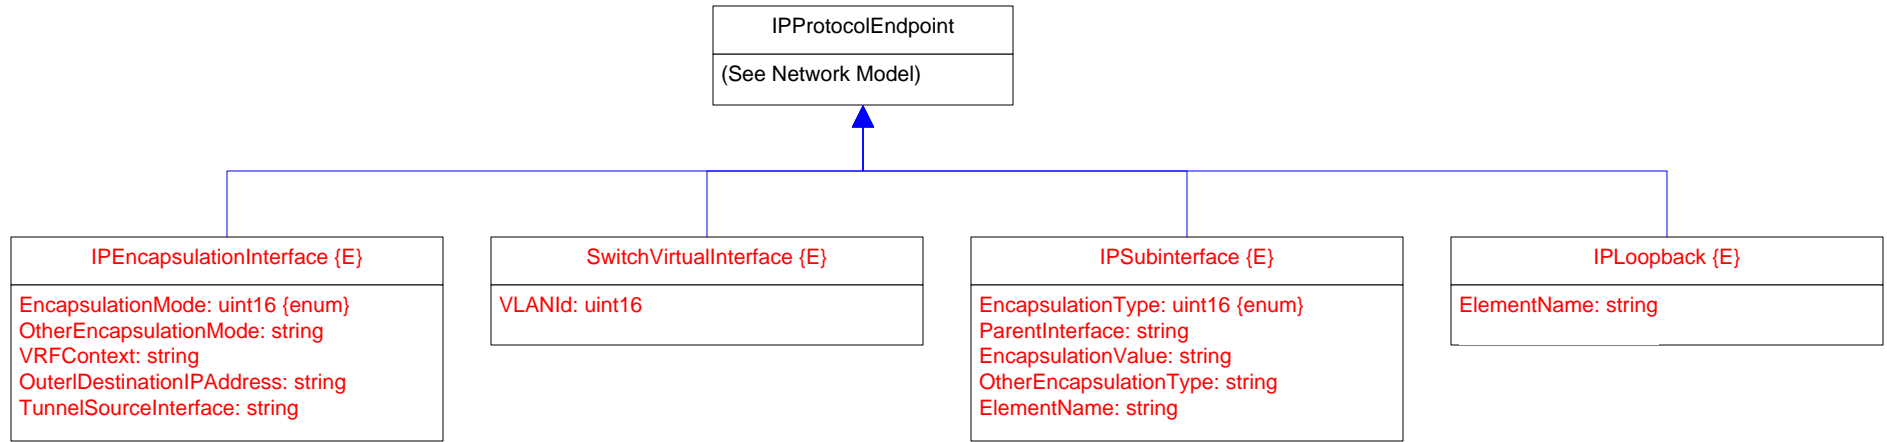 IPProtocolEndpoint
(See Network Model)
IPEncapsulationInterface {E}
EncapsulationMode: uint16 {enum}
OtherEncapsulationMode: string
VRFContext: string
OuterlDestinationIPAddress: string
TunnelSourceInterface: string
SwitchVirtualInterface {E}
VLANId: uint16
IPSubinterface {E}
EncapsulationType: uint16 {enum}
ParentInterface: string
EncapsulationValue: string
OtherEncapsulationType: string
ElementName: string
IPLoopback {E}
ElementName: string